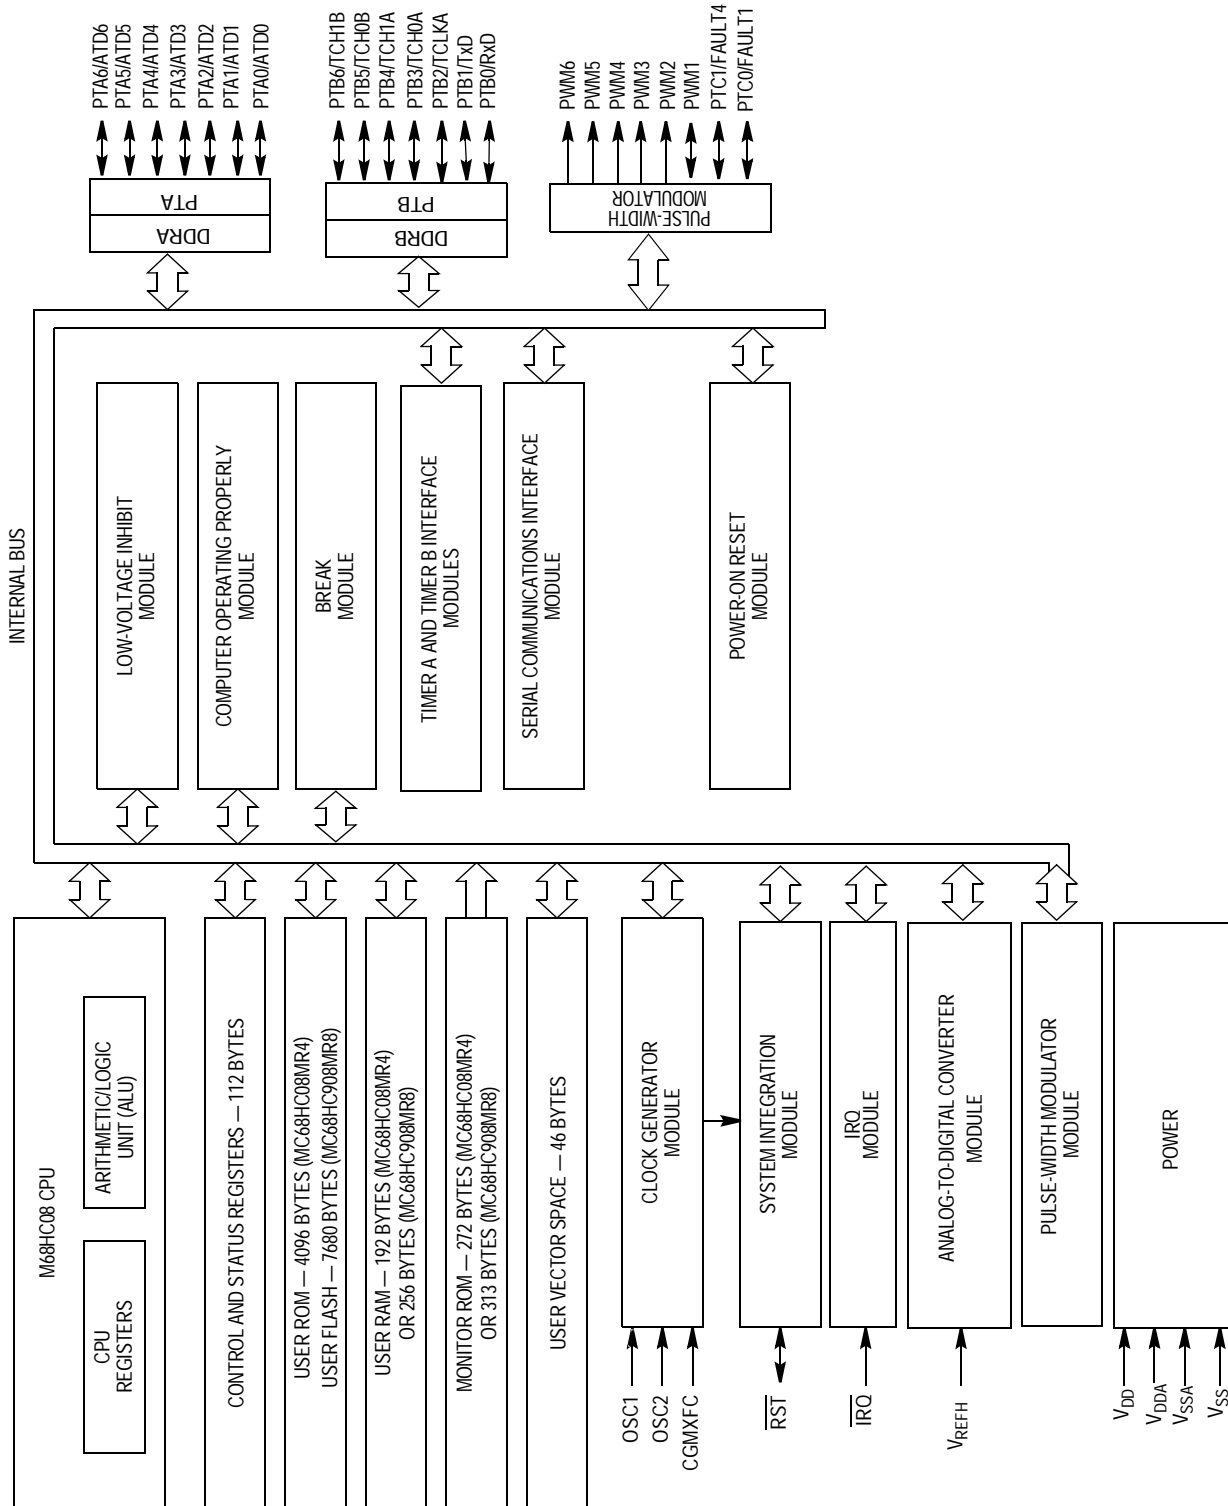 PTA6/ATD6
PTA5/ATD5
PTA4/ATD4
PTA3/ATD3
PTA2/ATD2
PTA1/ATD1
PTA0/ATD0
PTB6/TCH1B
PTB5/TCH0B
PTB4/TCH1A
PTB3/TCH0A
PTB2/TCLKA
PTB1/TxD
PTB0/RxD
PWM6
PWM5
PWM4
PWM3
PWM2
PWM1
PTC1/FAULT4
PTC0/FAULT1
PTA
DDRA
PTB
DDRB
PULSE-WIDTH
MODULATOR
INTERNAL BUS
LOW-VOLTAGE INHIBIT
MODULE
COMPUTER OPERATING PROPERLY
MODULE
BREAK
MODULE
TIMER A AND TIMER B INTERFACE
MODULES
SERIAL COMMUNICATIONS INTERFACE
MODULE
POWER-ON RESET
MODULE
M68HC08 CPU
CPU
REGISTERS
ARITHMETIC/LOGIC
UNIT (ALU)
CONTROL AND STATUS REGISTERS — 112 BYTES
USER ROM — 4096 BYTES (MC68HC08MR4)
USER FLASH — 7680 BYTES (MC68HC908MR8)
USER RAM — 192 BYTES (MC68HC08MR4)
OR 256 BYTES (MC68HC908MR8)
MONITOR ROM — 272 BYTES (MC68HC08MR4)
OR 313 BYTES (MC68HC908MR8)
USER VECTOR SPACE — 46 BYTES
CLOCK GENERATOR
MODULE
SYSTEM INTEGRATION
MODULE
IRQ
MODULE
ANALOG-TO-DIGITAL CONVERTER
MODULE
PULSE-WIDTH MODULATOR
MODULE
POWER
OSC1
OSC2
CGMXFC
RST
IRQ
VREFH
VDD
VDDA
VSSA
VSS